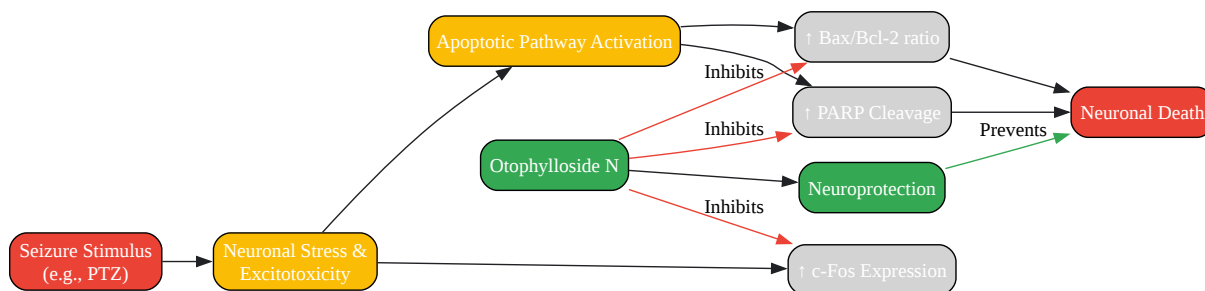 Apoptotic Pathway Activation
↑ Bax/Bcl-2 ratio
Inhibits
↑ PARP Cleavage
Neuronal Death
Inhibits
Prevents
Otophylloside N
Neuroprotection
Inhibits
Seizure Stimulus
(e.g., PTZ)
Neuronal Stress &
Excitotoxicity
↑ c-Fos Expression